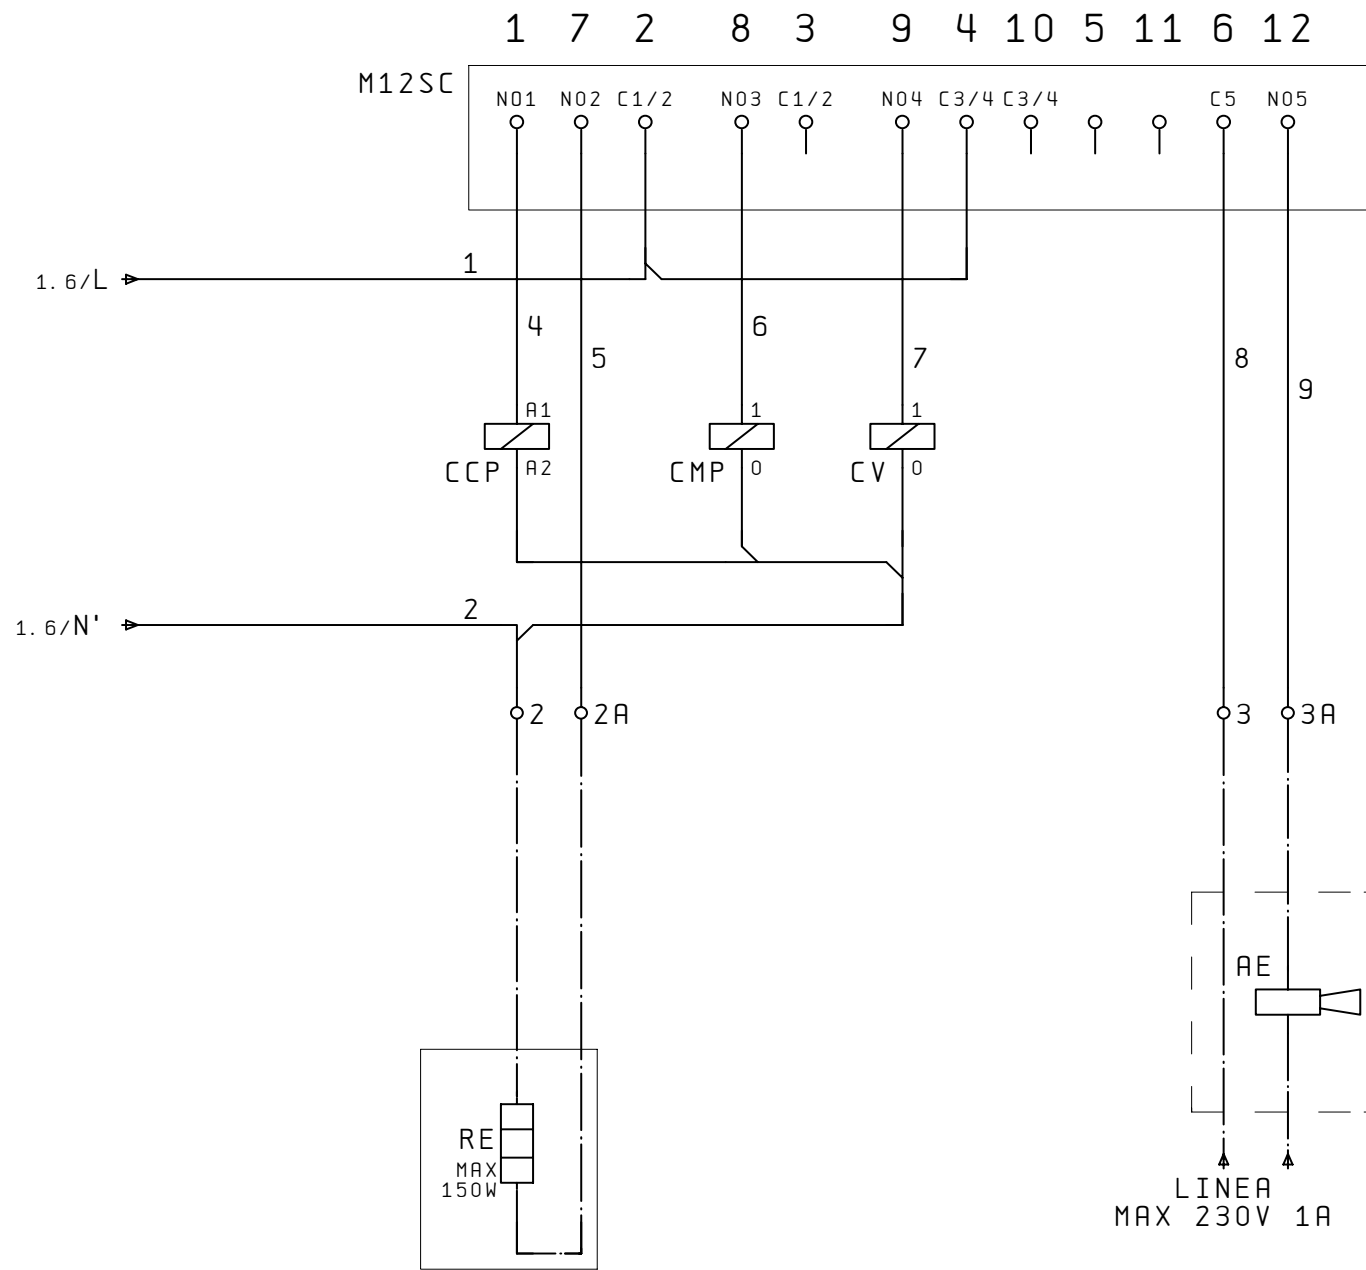 1 7 2 8 3 9 4 10 5 11 6 12
M12SC
NO1 NO2 C1/2 NO3 C1/2 NO4 C3/4 C3/4 C5 NO5
1.6/L 1
4 6
5 7 8
9
A1 1 1
CCP A2 CMP 0 CV 0
1.6/N' 2
2 2A 3 3A
AE
RE
MAX
150W
LINEA
MAX 230V 1A